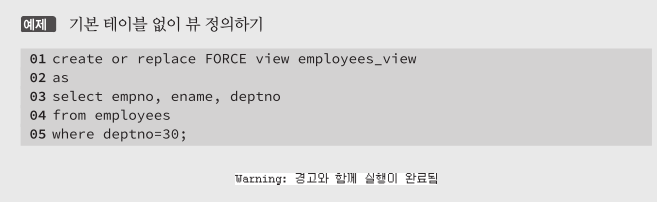 예제 기본 테이블 없이 뷰 정의하기
01 create or replace FORCE view employees_view
02 as
03 select empno, ename, deptno
04 from employees
05 where deptno=30;
Warning: 경고와 함께 실행이 완료됨